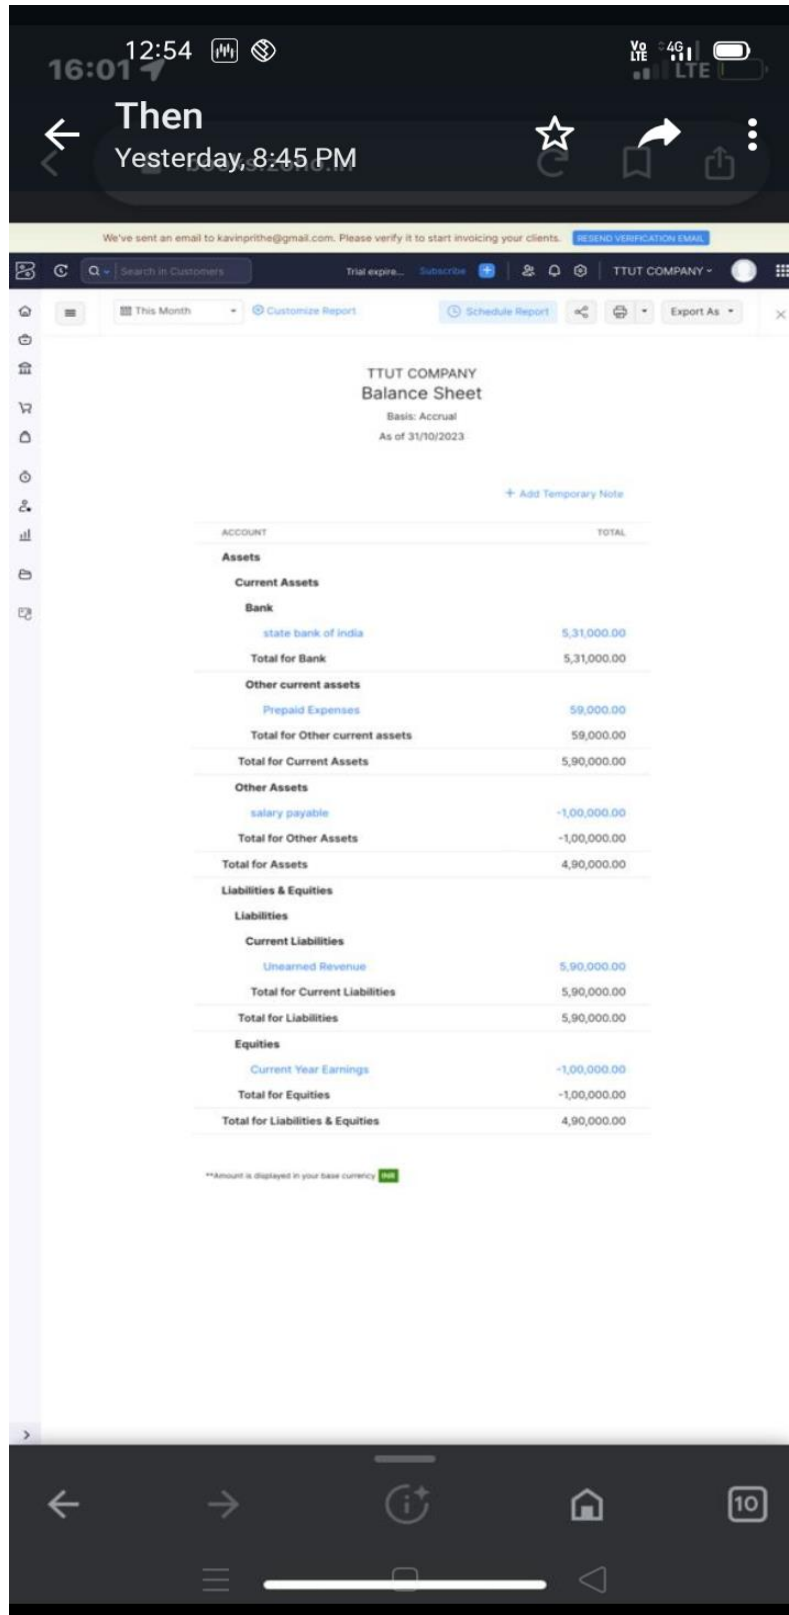 12:54
Vo LTE 4G
16:01
LTE
Then
Yesterday, 8:45 PM
We've sent an email to kavinprithe@gmail.com. Please verify it to start invoicing your clients. RESEND VERIFICATION EMAIL
Search in Customers Trial expire... Subscribe TTUT COMPANY
This Month Customize Report Schedule Report Export As
TTUT COMPANY
Balance Sheet
Basis: Accrual
As of 31/10/2023
+ Add Temporary Note
ACCOUNT TOTAL
Assets
Current Assets
Bank
state bank of india 5,31,000.00
Total for Bank 5,31,000.00
Other current assets
Prepaid Expenses 59,000.00
Total for Other current assets 59,000.00
Total for Current Assets 5,90,000.00
Other Assets
salary payable -1,00,000.00
Total for Other Assets -1,00,000.00
Total for Assets 4,90,000.00
Liabilities & Equities
Liabilities
Current Liabilities
Unearned Revenue 5,90,000.00
Total for Current Liabilities 5,90,000.00
Total for Liabilities 5,90,000.00
Equities
Current Year Earnings -1,00,000.00
Total for Equities -1,00,000.00
Total for Liabilities & Equities 4,90,000.00
**Amount is displayed in your base currency INR
10